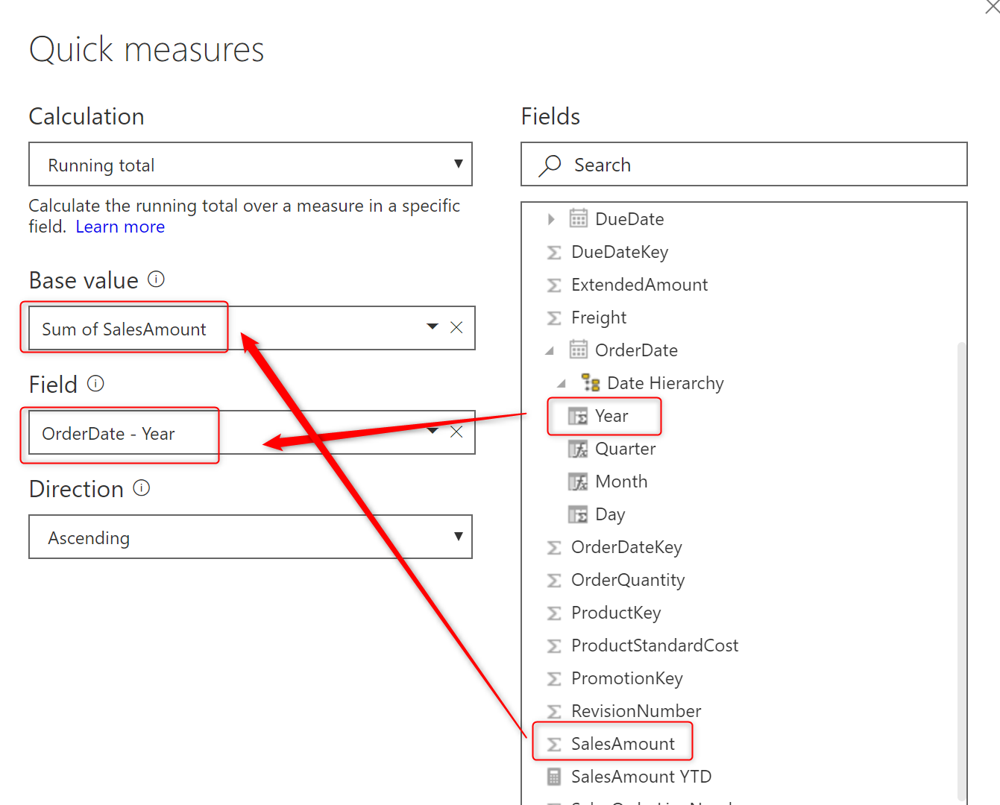 Quick measures
Calculation
Running total
Calculate the running total over a measure in a specific
field. Learn more
Base value
Sum of SalesAmount
Field
OrderDate - Year
Direction
Ascending
Fields
Search
DueDate
DueDateKey
ExtendedAmount
Freight
OrderDate
Date Hierarchy
Year
Quarter
Month
Day
OrderDateKey
OrderQuantity
ProductKey
ProductStandardCost
PromotionKey
RevisionNumber
SalesAmount
SalesAmount YTD